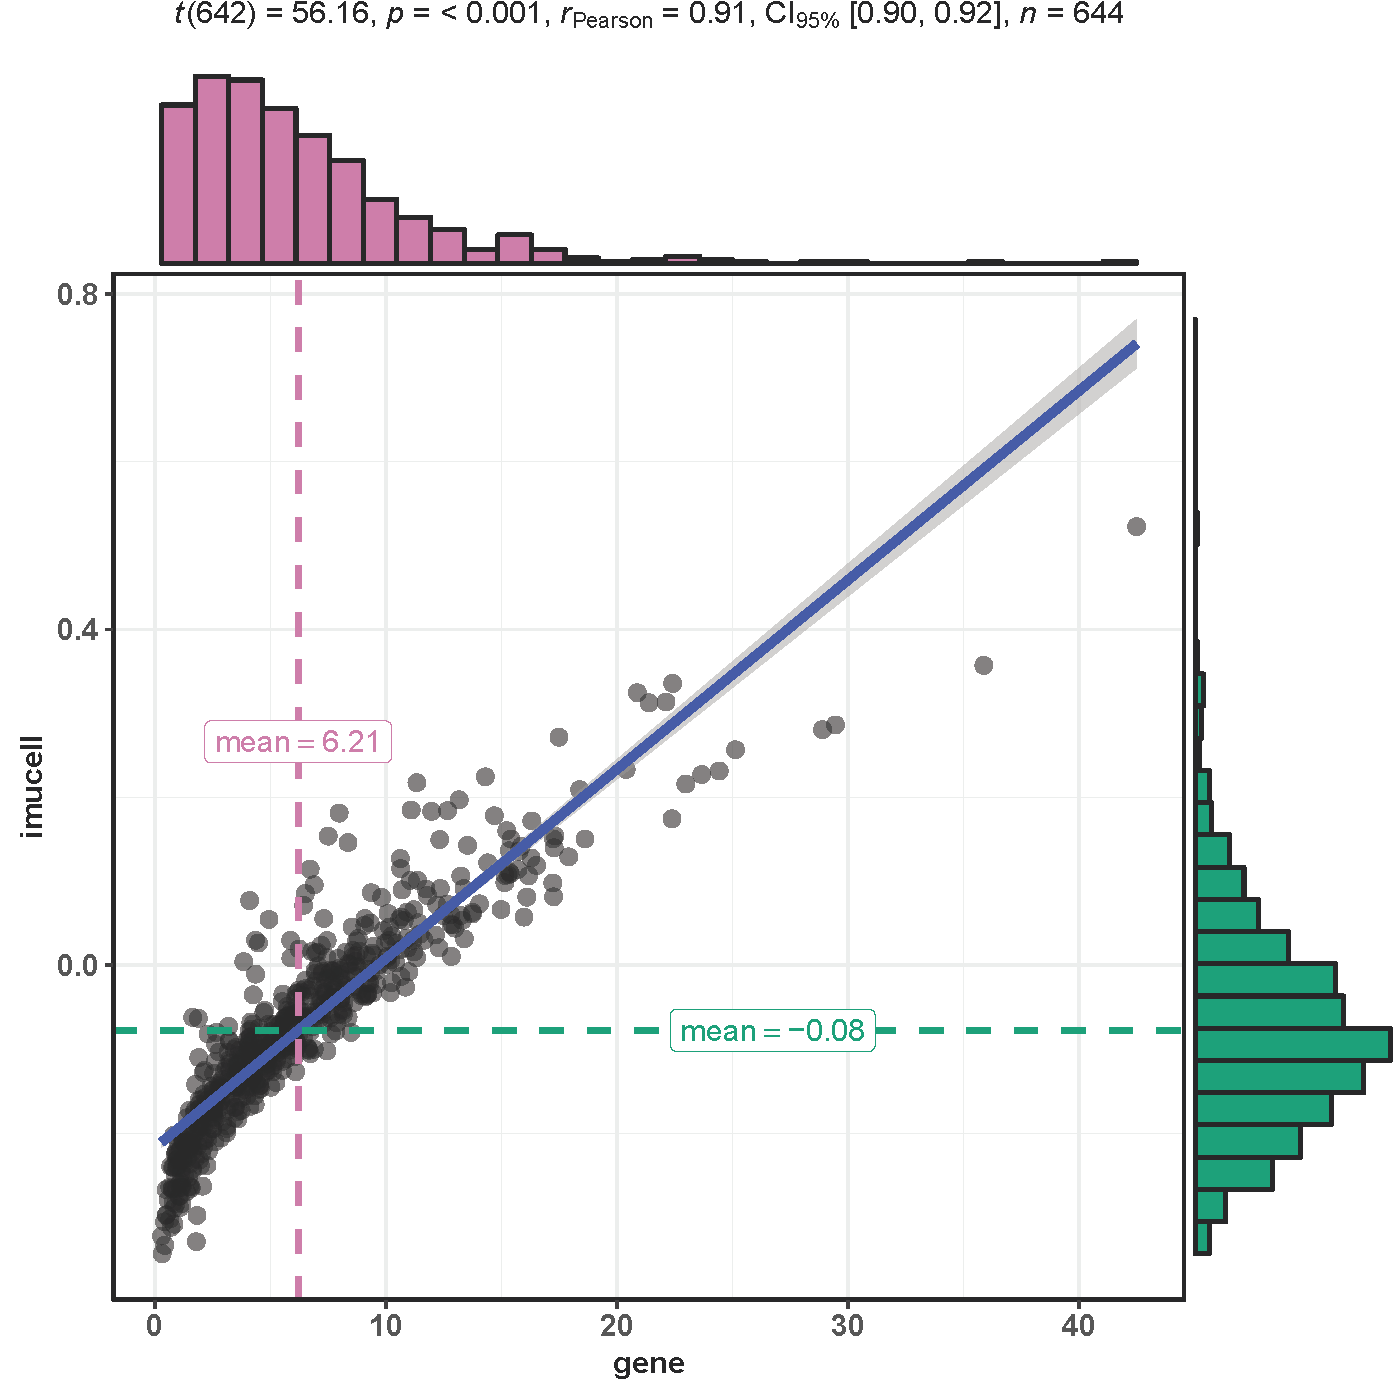 t(642) = 56.16, p = < 0.001, rPearson = 0.91, CI95% [0.90, 0.92], n = 644
0.8
0.4
0.0
imucell
mean = 6.21
mean = −0.08
0 10 20 30 40
gene